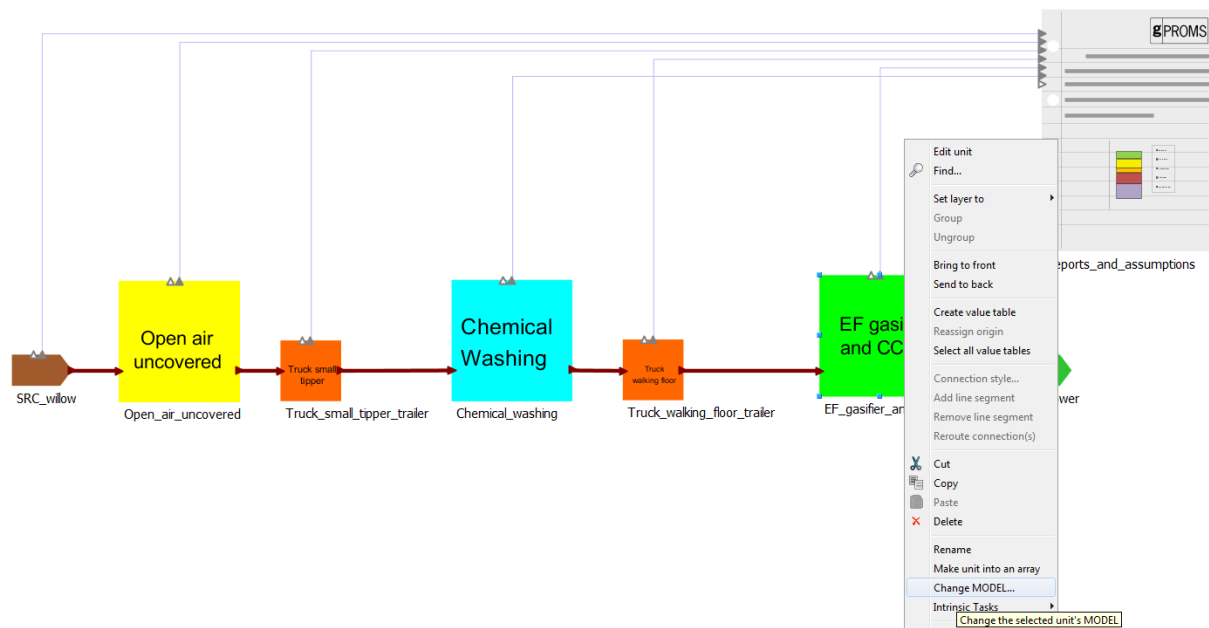 gPROMS
Edit unit
Find...
Set layer to
Group
Ungroup
Bring to front
Send to back
Create value table
Reassign origin
Select all value tables
Connection style...
Add line segment
Remove line segment
Reroute connection(s)
Cut
Copy
Paste
Delete
Rename
Make unit into an array
Change MODEL...
Intrinsic Tasks
Change the selected unit's MODEL
eports_and_assumptions
Open air
uncovered
Chemical
Washing
EF gasi
and CC
Truck small
tipper
Truck
walking floor
SRC_willow
Open_air_uncovered
Truck_small_tipper_trailer
Chemical_washing
Truck_walking_floor_trailer
EF_gasifier_an
ower